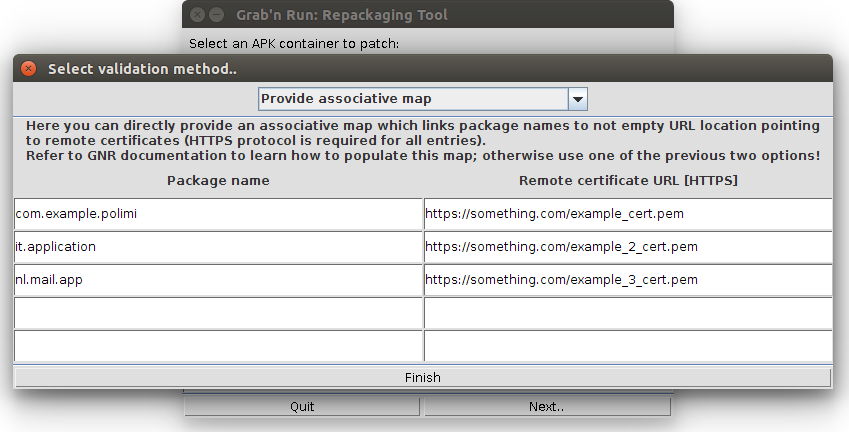 Grab'n Run: Repackaging Tool
Select an APK container to patch:
Select validation method..
Provide associative map
Here you can directly provide an associative map which links package names to not empty URL location pointing
to remote certificates (HTTPS protocol is required for all entries).
Refer to GNR documentation to learn how to populate this map; otherwise use one of the previous two options!
Package name Remote certificate URL [HTTPS]
com.example.polimi https://something.com/example_cert.pem
it.application https://something.com/example_2_cert.pem
nl.mail.app https://something.com/example_3_cert.pem
Finish
Quit Next..